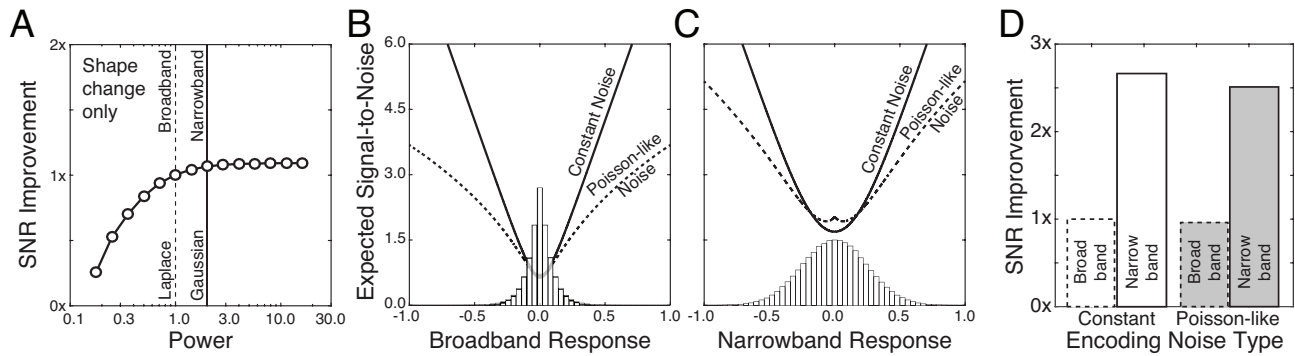 A
SNR Improvement
2x
1x
0x
Shape
change
only
Broadband
Narrowband
Laplace
Gaussian
0.1
0.3
1.0
3.0
10.0
30.0
Power
B
Expected Signal-to-Noise
6.0
4.5
3.0
1.5
0.0
Constant Noise
Poisson-like
Noise
-1.0
-0.5
0.0
0.5
1.0
Broadband Response
C
Constant Noise
Poisson-like
Noise
-1.0
-0.5
0.0
0.5
1.0
Narrowband Response
D
SNR Improvement
3x
2x
1x
0x
Broad
band
Narrow
band
Broad
band
Narrow
band
Constant
Poisson-like
Encoding Noise Type